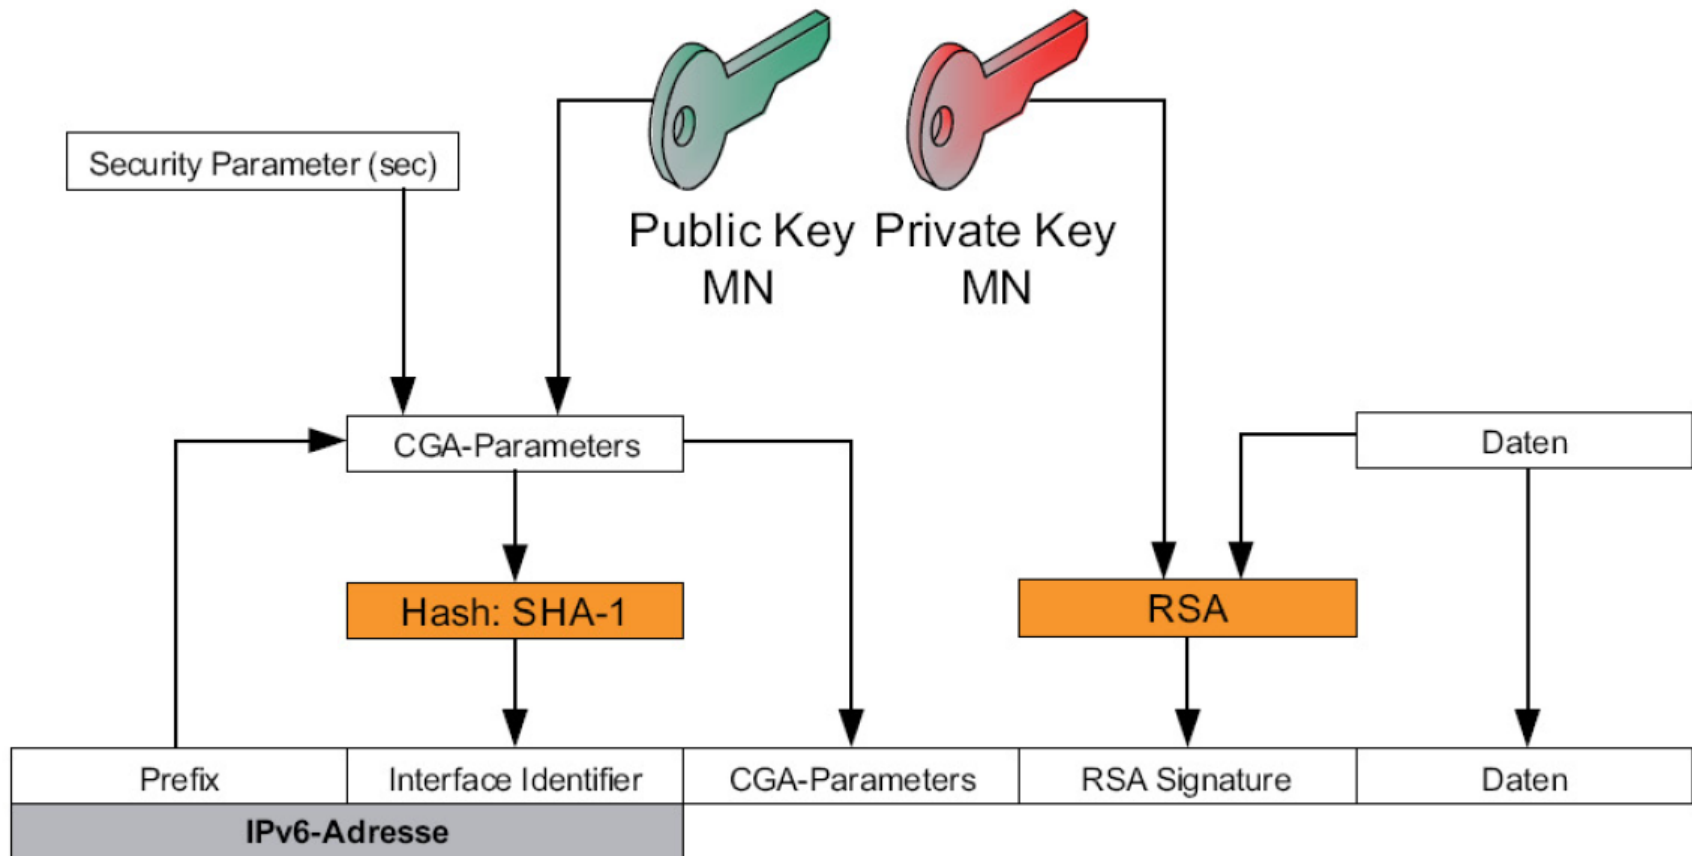 Security Parameter (sec)
Public Key
MN
Private Key
MN
CGA-Parameters
Daten
Hash: SHA-1
RSA
Prefix
Interface Identifier
CGA-Parameters
RSA Signature
Daten
IPv6-Adresse